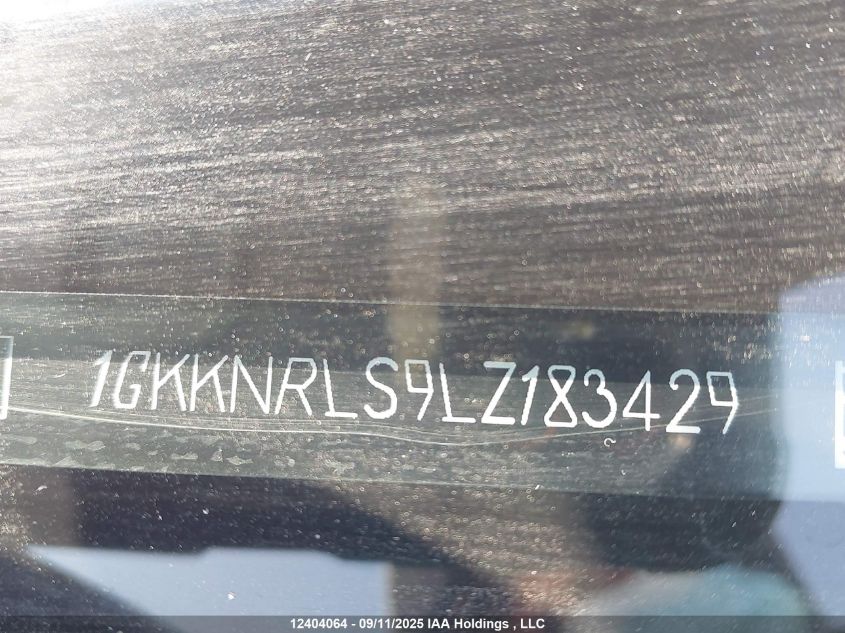 1GKKNRLS9LZ183429
12404064 - 09/11/2025 IAA Holdings , LLC